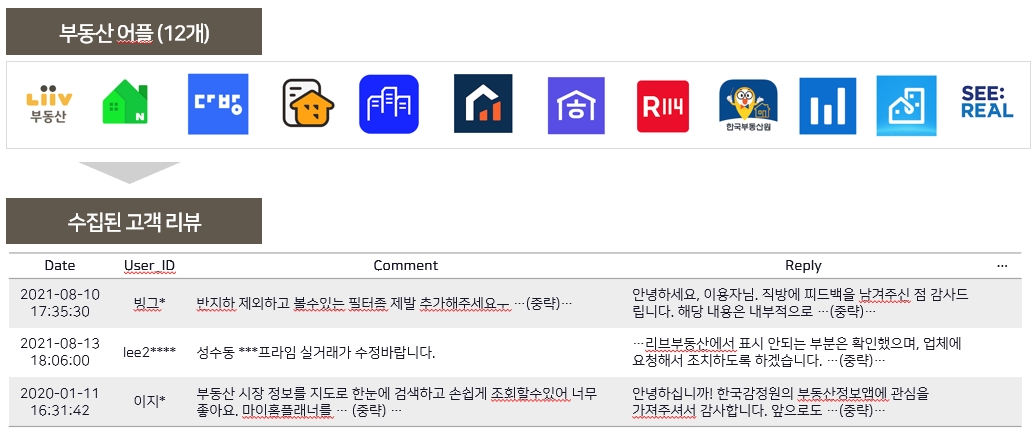 부동산 어플 (12개)
Liiv
부동산
N
다방
R114
한국부동산원
SEE:
REAL
수집된 고객 리뷰
Date User_ID Comment Reply ...
2021-08-10
17:35:30
빙그*
반지하 제외하고 볼수있는 필터좀 제발 추가해주세요ㅜ …(중략)…
안녕하세요, 이용자님. 직방에 피드백을 남겨주신 점 감사드
립니다. 해당 내용은 내부적으로 …(중략)…
2021-08-13
18:06:00
lee2****
성수동 ***프라임 실거래가 수정바랍니다.
…리브부동산에서 표시 안되는 부분은 확인했으며, 업체에
요청해서 조치하도록 하겠습니다. …(중략)…
2020-01-11
16:31:42
이지*
부동산 시장 정보를 지도로 한눈에 검색하고 손쉽게 조회할수있어 너무
좋아요. 마이홈플래너를 … (중략) …
안녕하십니까! 한국감정원의 부동산정보앱에 관심을
가져주셔서 감사합니다. 앞으로도 …(중략)…